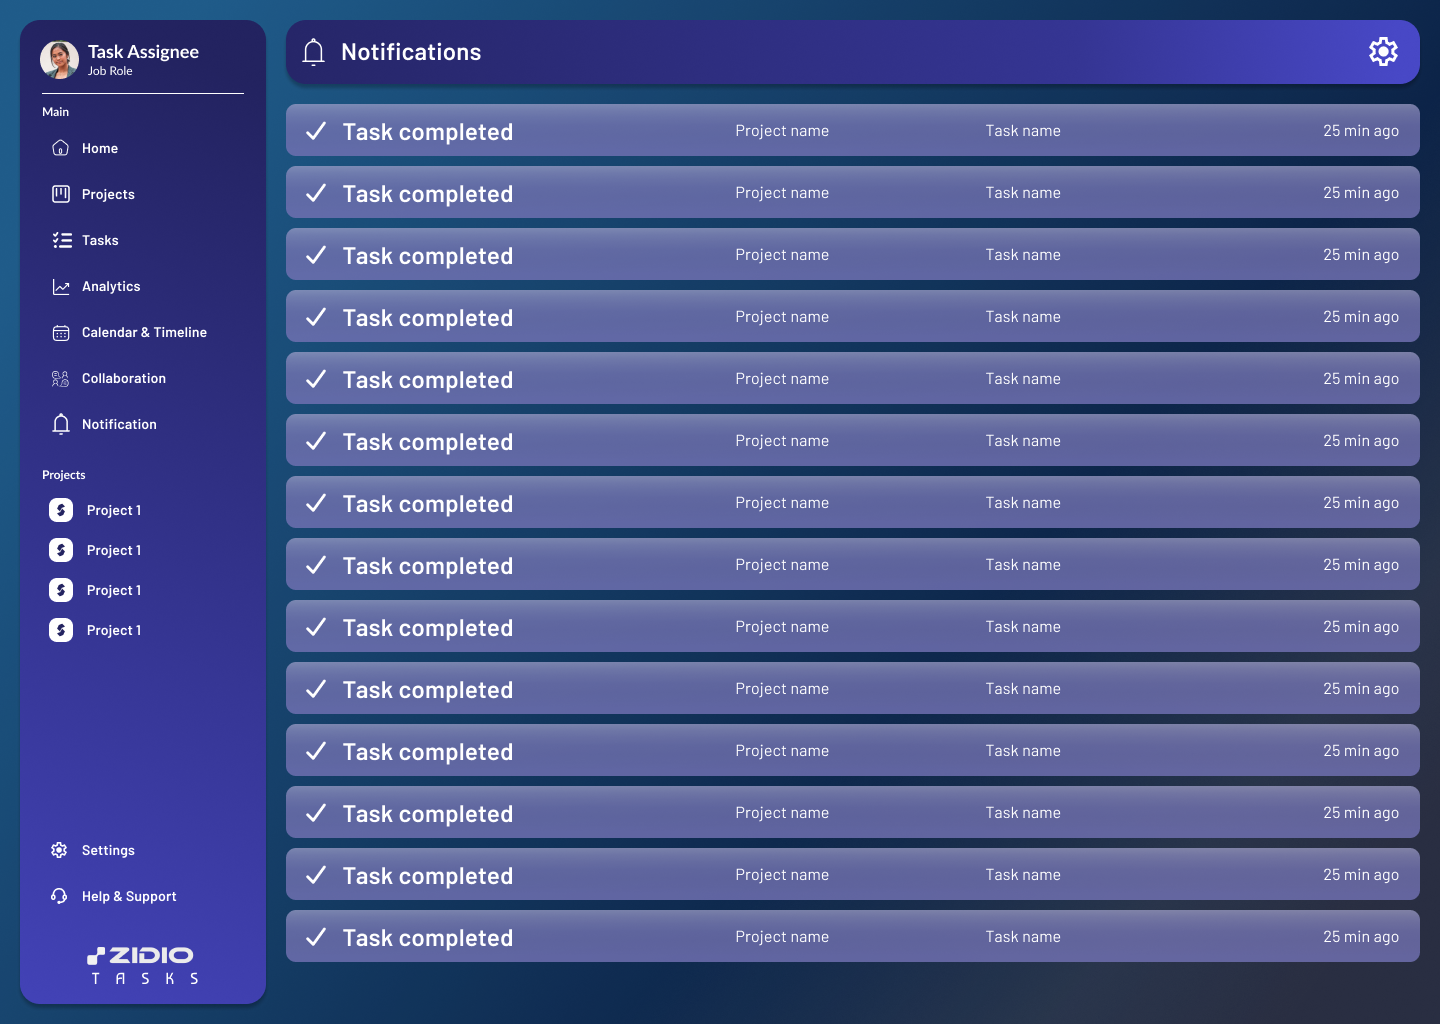 Task Assignee
Job Role
Main
Home
Projects
Tasks
Analytics
Calendar & Timeline
Collaboration
Notification
Projects
Project 1
Project 1
Project 1
Project 1
Settings
Help & Support
ZIDIO
TASKS
Notifications
Task completed Project name Task name 25 min ago
Task completed Project name Task name 25 min ago
Task completed Project name Task name 25 min ago
Task completed Project name Task name 25 min ago
Task completed Project name Task name 25 min ago
Task completed Project name Task name 25 min ago
Task completed Project name Task name 25 min ago
Task completed Project name Task name 25 min ago
Task completed Project name Task name 25 min ago
Task completed Project name Task name 25 min ago
Task completed Project name Task name 25 min ago
Task completed Project name Task name 25 min ago
Task completed Project name Task name 25 min ago
Task completed Project name Task name 25 min ago